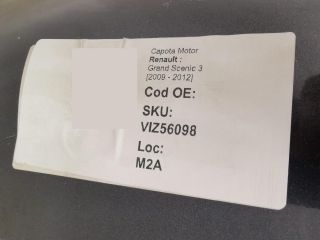 Capota Motor
Renault :
Grand Scenic 3
[2009 - 2012]
Cod OE:
SKU:
VIZ56098
Loc:
M2A